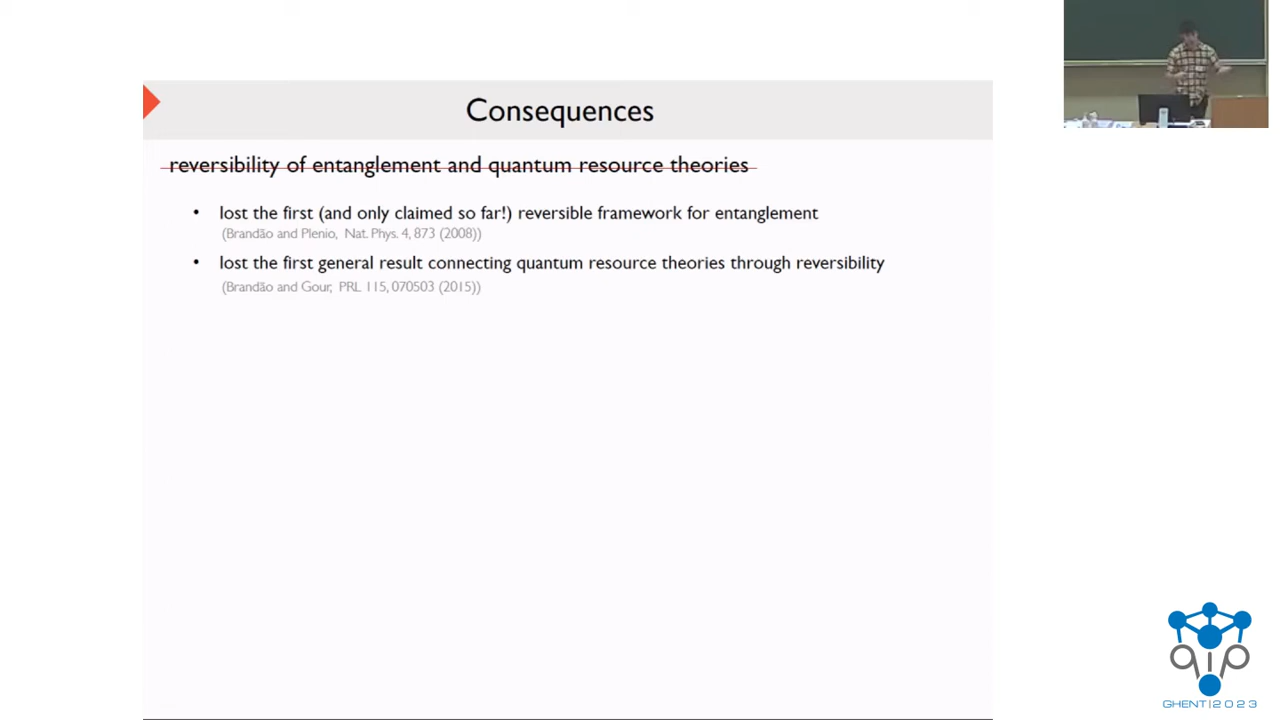 Consequences
reversibility of entanglement and quantum resource theories
• lost the first (and only claimed so far!) reversible framework for entanglement
(Brandão and Plenio, Nat. Phys. 4, 873 (2008))
• lost the first general result connecting quantum resource theories through reversibility
(Brandão and Gour, PRL 115, 070503 (2015))
qip
GHENT|2023